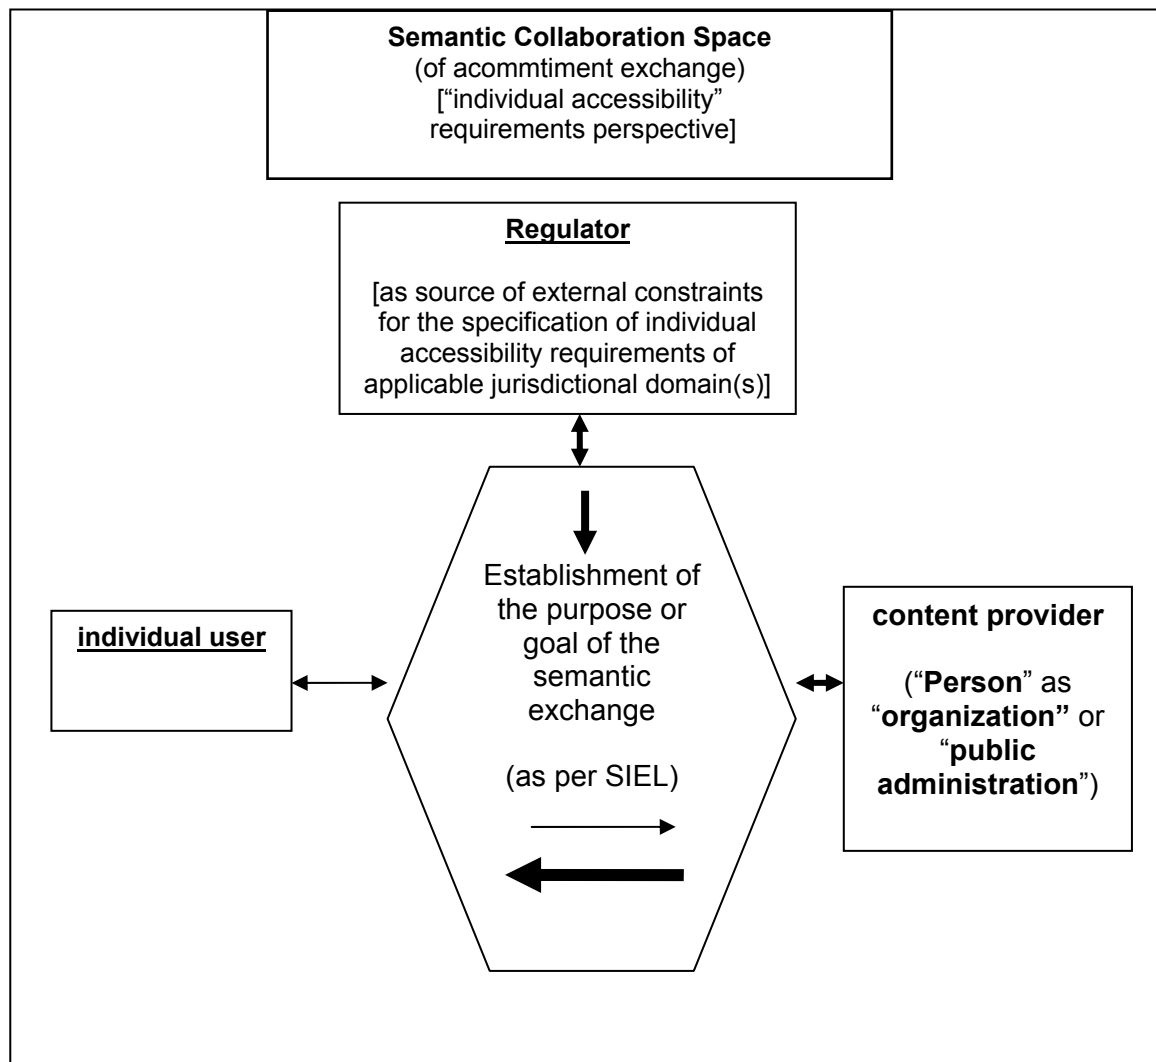 Semantic Collaboration Space
(of acommtiment exchange)
[“individual accessibility”
requirements perspective]
Regulator
[as source of external constraints
for the specification of individual
accessibility requirements of
applicable jurisdictional domain(s)]
Establishment of
the purpose or
goal of the
semantic
exchange
(as per SIEL)
individual user
content provider
(“Person” as
“organization” or
“public
administration”)